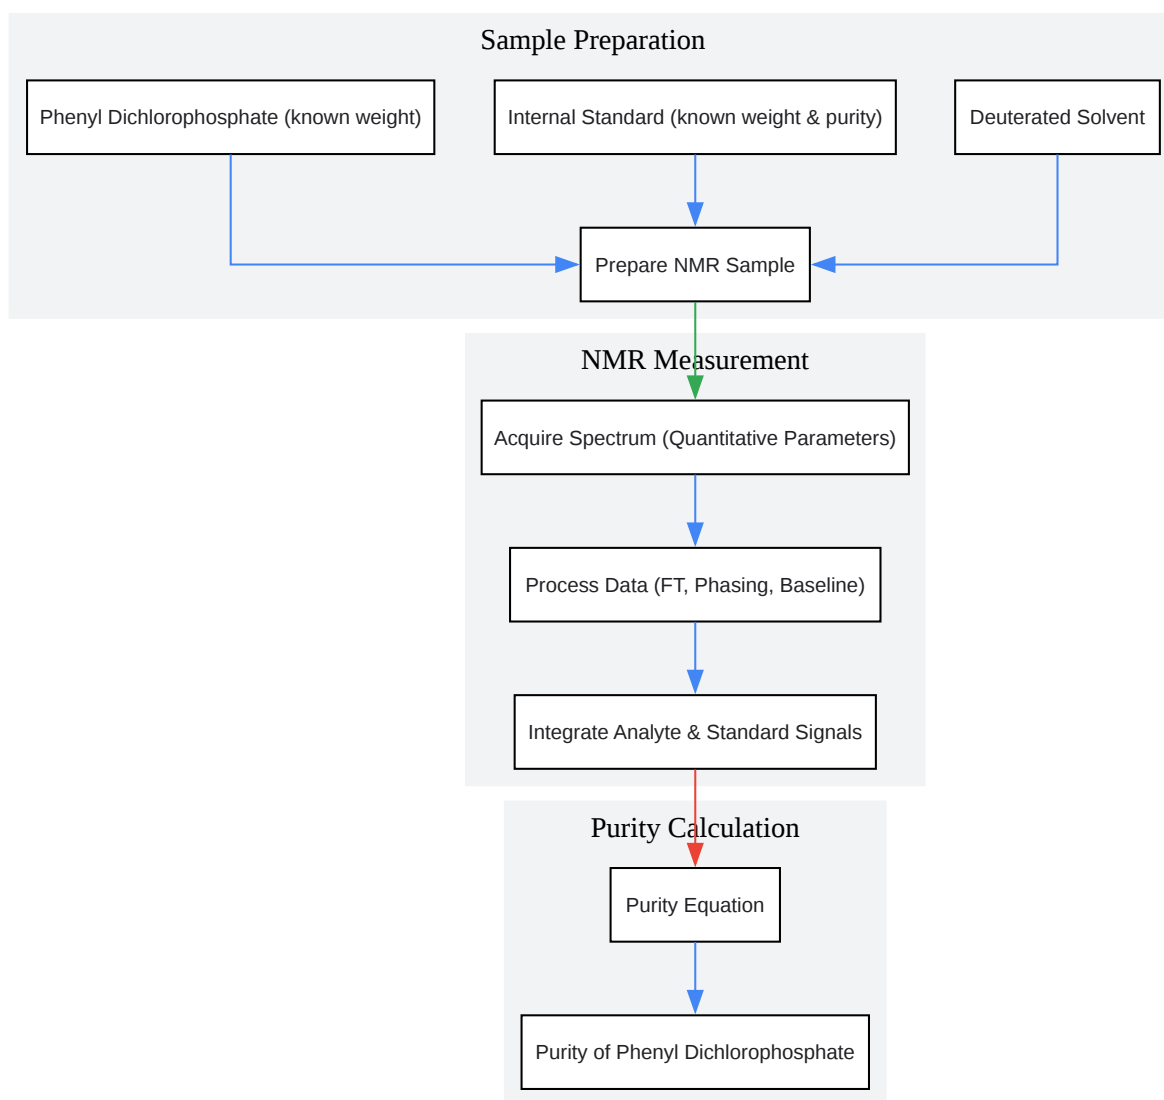 Sample Preparation
Phenyl Dichlorophosphate (known weight)
Internal Standard (known weight & purity)
Deuterated Solvent
Prepare NMR Sample
NMR Measurement
Acquire Spectrum (Quantitative Parameters)
Process Data (FT, Phasing, Baseline)
Integrate Analyte & Standard Signals
Purity Calculation
Purity Equation
Purity of Phenyl Dichlorophosphate